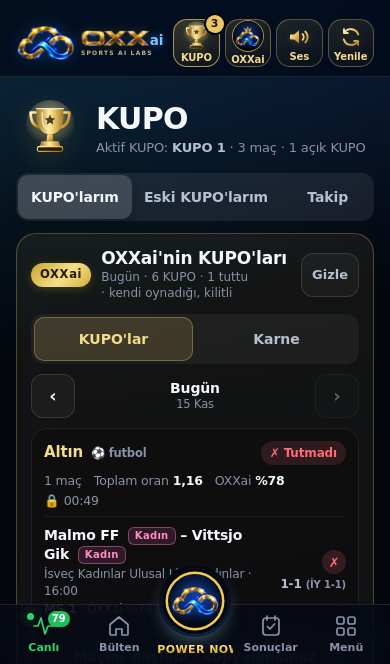 OXX ai
SPORTS AI LABS
3
KUPO
OXXai
Ses
Yenile
KUPO
Aktif KUPO: KUPO 1 · 3 maç · 1 açık KUPO
KUPO'larım
Eski KUPO'larım
Takip
OXXai
OXXai'nin KUPO'ları
Bugün · 6 KUPO · 1 tuttu
· kendi oynadığı, kilitli
Gizle
KUPO'lar
Karne
‹
Bugün
15 Kas
›
Altın ⚽ futbol
✗ Tutmadı
1 maç Toplam oran 1,16 OXXai %78
🔒 00:49
Malmo FF Kadın – Vittsjo
Gik Kadın
✗
İsveç Kadınlar Ulusal
16:00
1-1 (İY 1-1)
79
Canlı
Bülten
POWER NOW
Sonuçlar
Menü